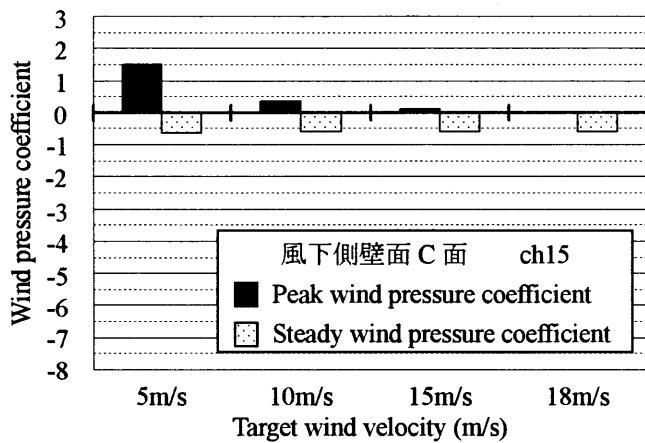 3
2
1
0
-1
-2
-3
-4
-5
-6
-7
-8
Wind pressure coefficient
風下側壁面 C 面 ch15
Peak wind pressure coefficient
Steady wind pressure coefficient
5m/s 10m/s 15m/s 18m/s
Target wind velocity (m/s)